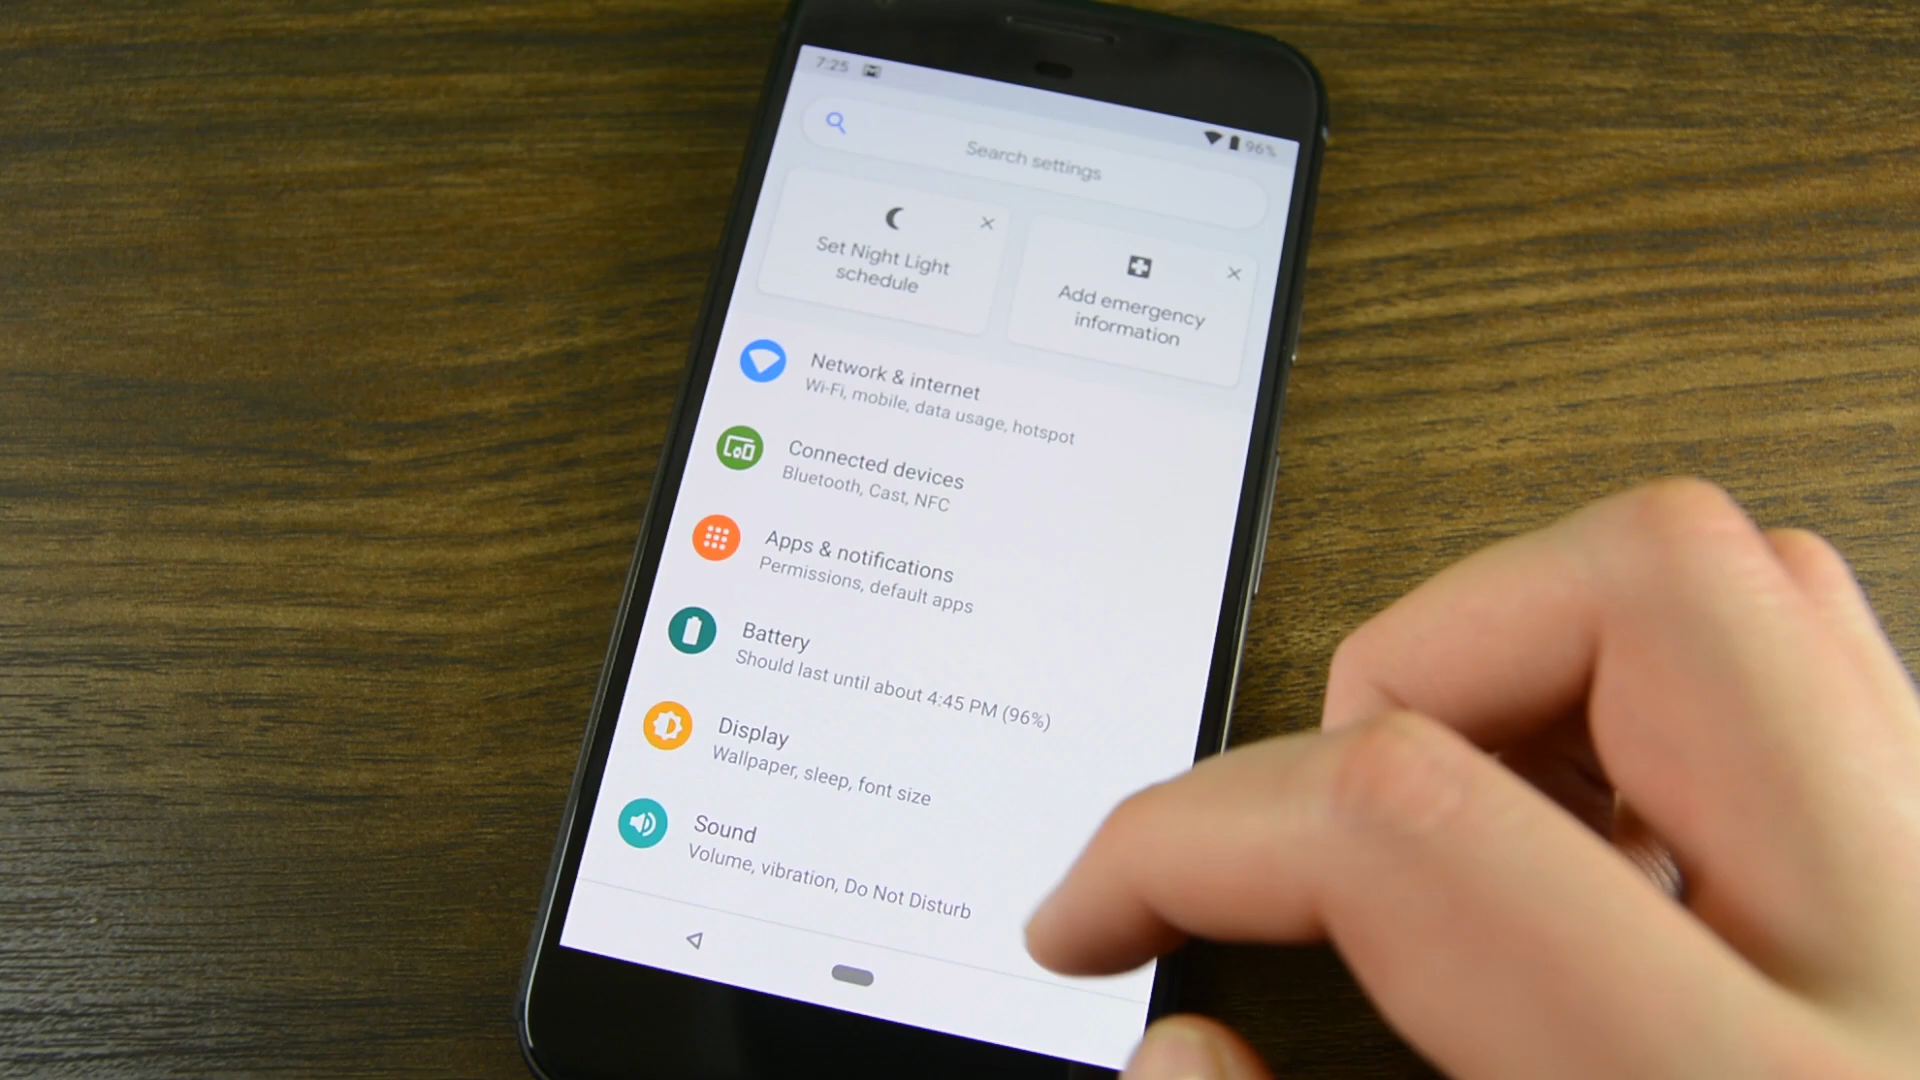 7:25
96%
Search settings
Set Night Light
schedule
Add emergency
information
Network & internet
Wi-Fi, mobile, data usage, hotspot
Connected devices
Bluetooth, Cast, NFC
Apps & notifications
Permissions, default apps
Battery
Should last until about 4:45 PM (96%)
Display
Wallpaper, sleep, font size
Sound
Volume, vibration, Do Not Disturb